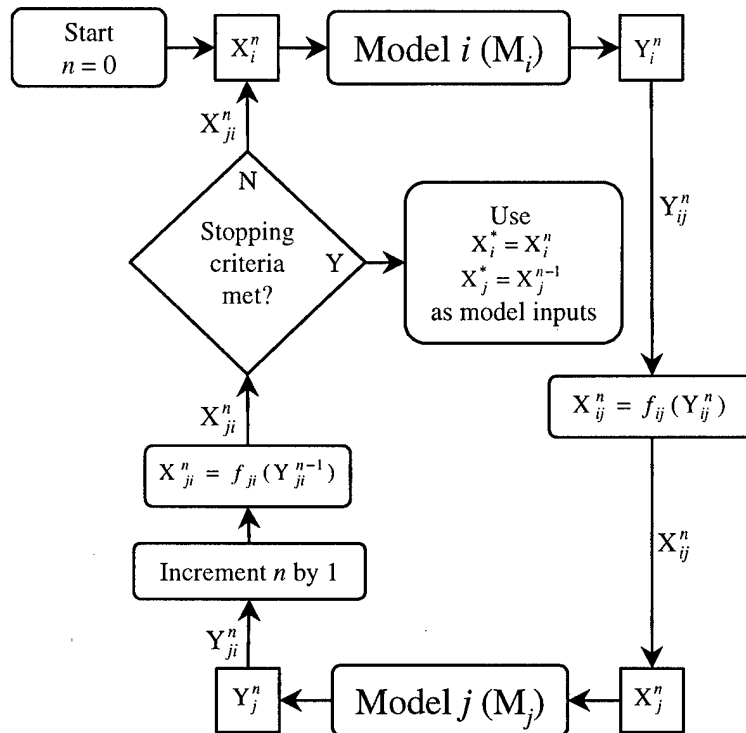 Start
n = 0
X_i^n
Model i (M_i)
Y_i^n
X_ji^n
N
Stopping
criteria
met?
Y
Use
X_i^* = X_i^n
X_j^* = X_j^{n-1}
as model inputs
Y_ij^n
X_ij^n = f_ij (Y_ij^n)
X_ji^n
X_ji^n = f_ji (Y_ji^{n-1})
X_ij^n
Increment n by 1
Y_ji^n
Y_j^n
Model j (M_j)
X_j^n